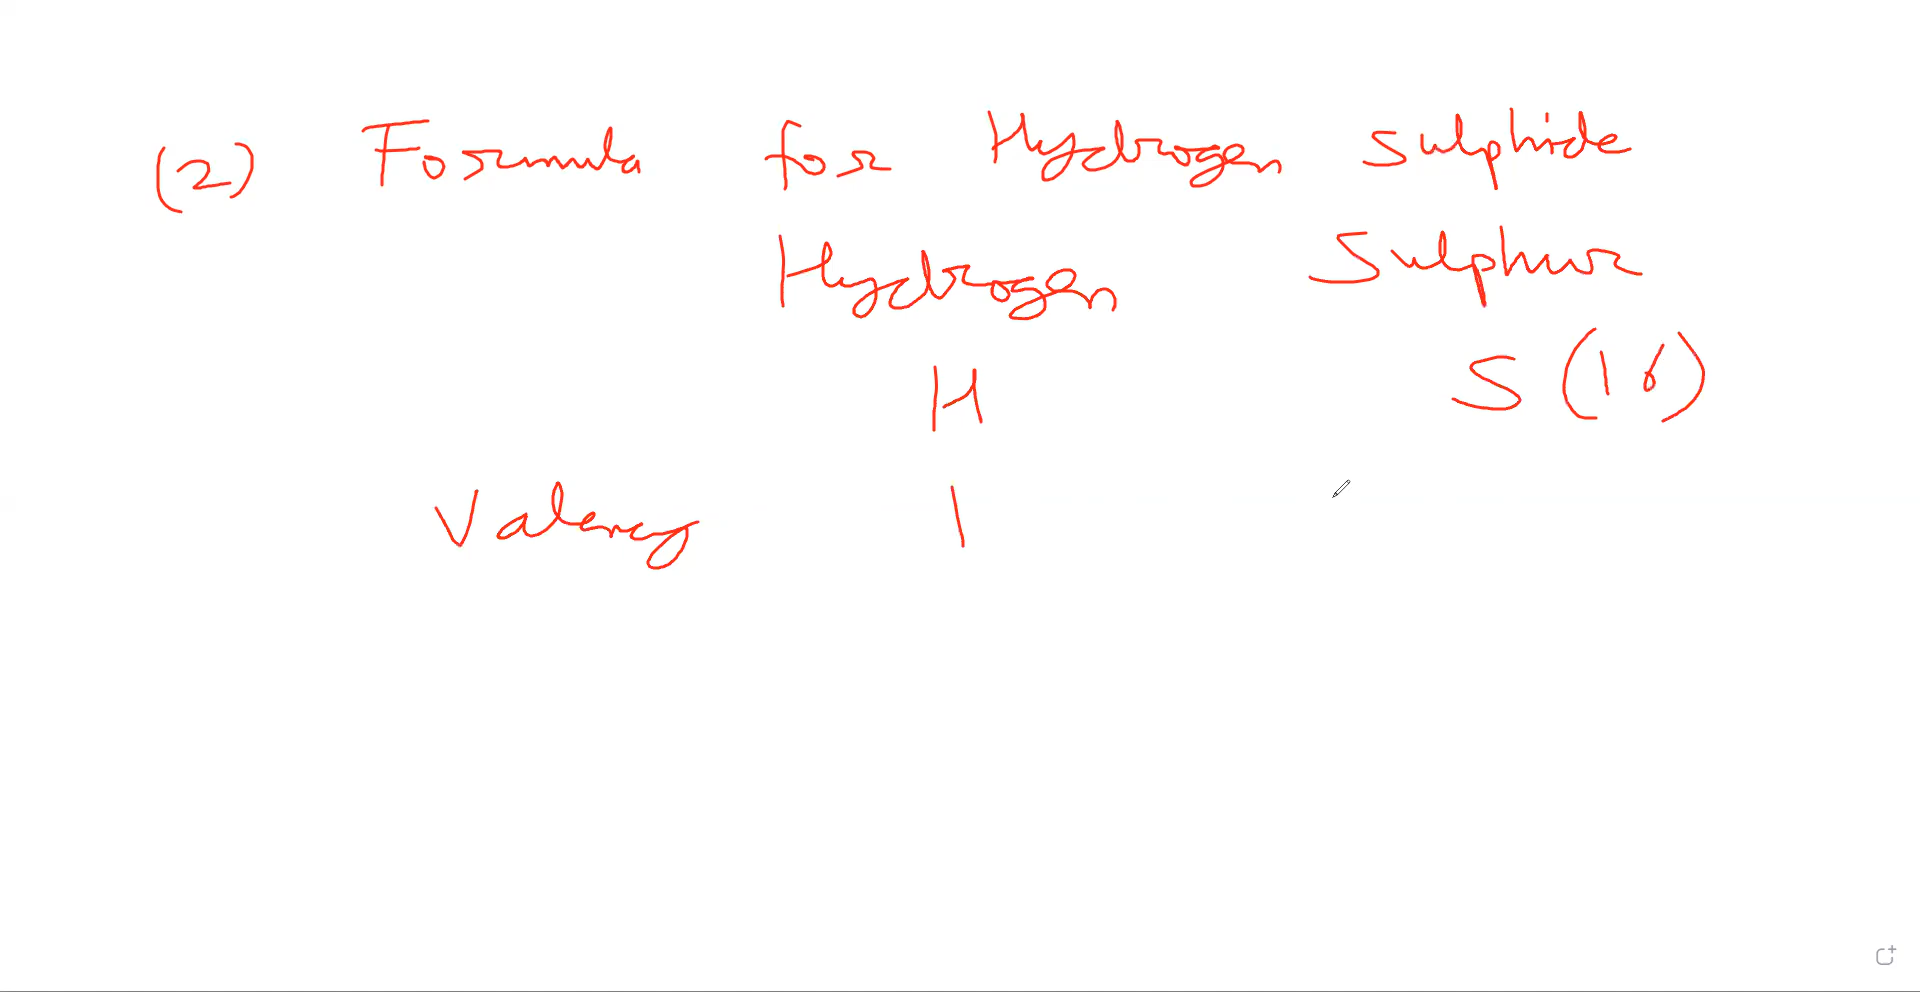 (2) Formula for Hydrogen Sulphide
Hydrogen Sulphur
H S (16)
Valency 1